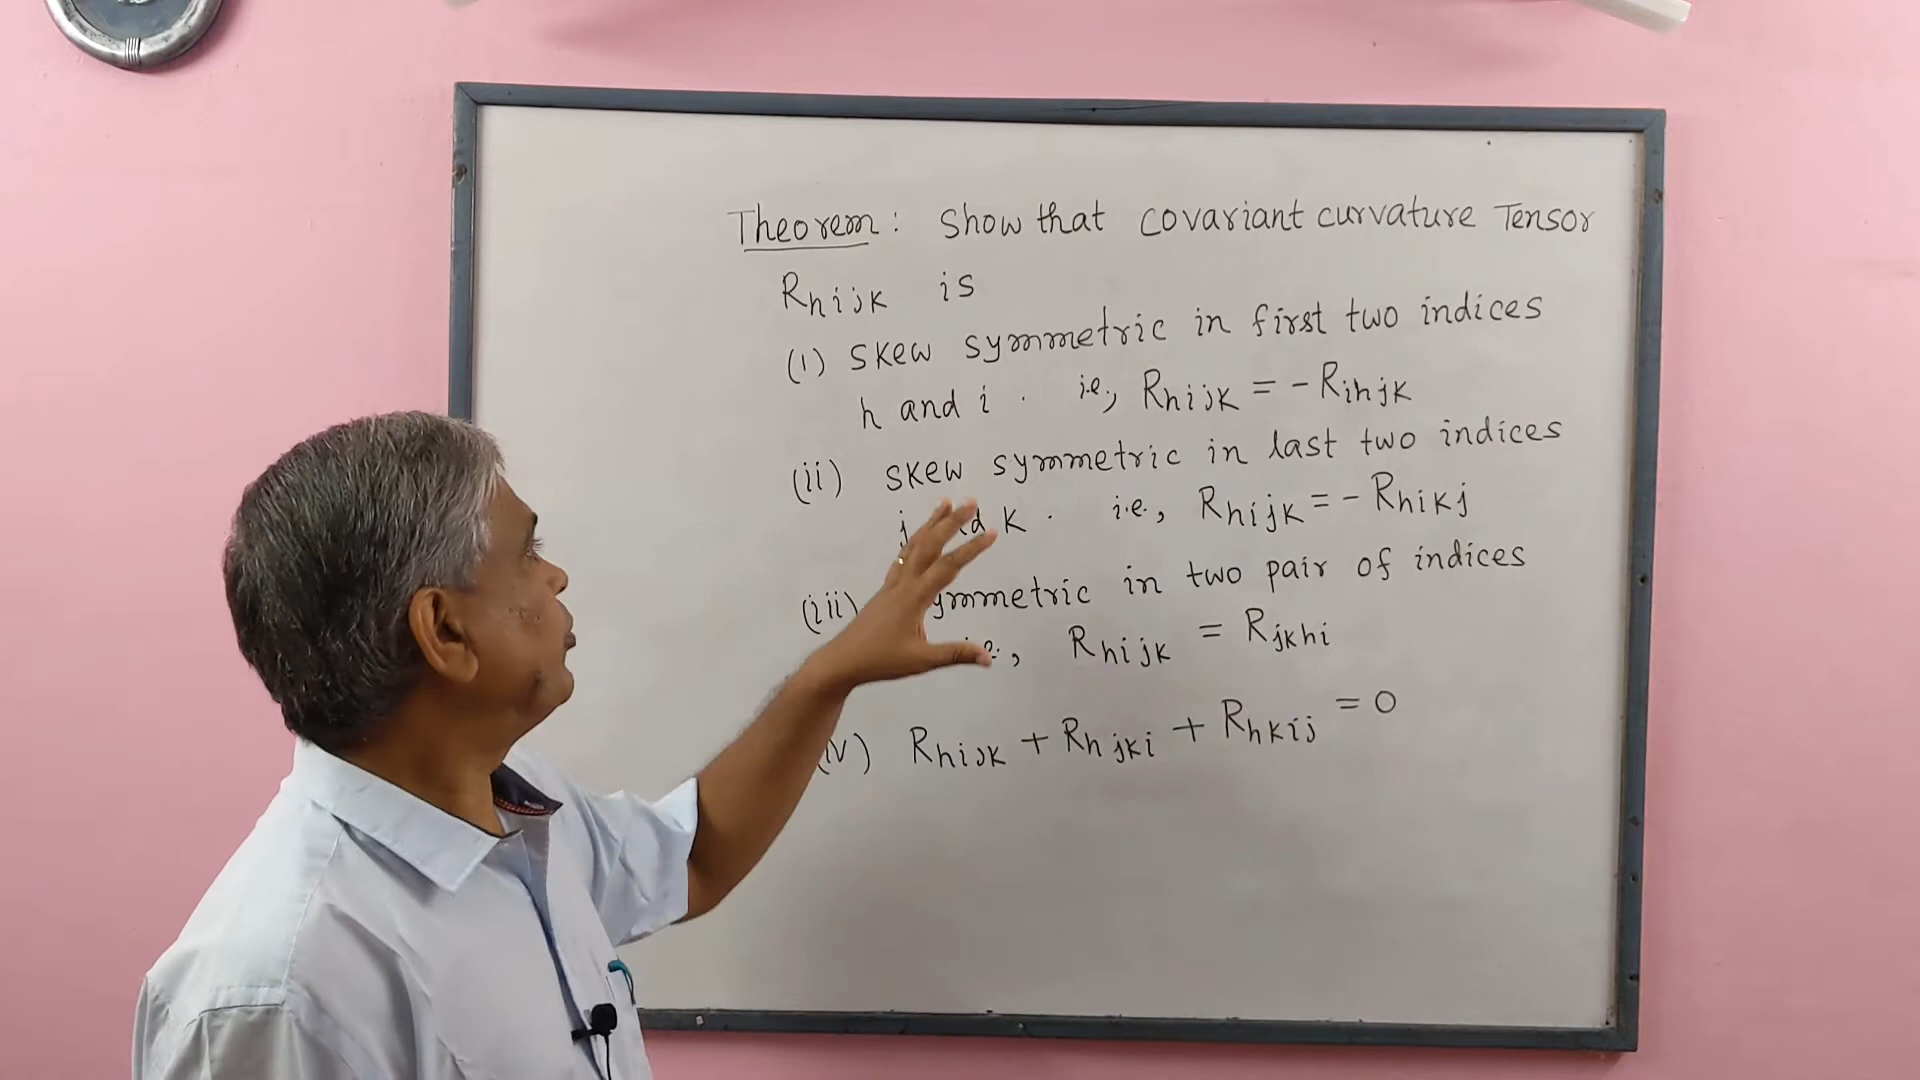 Theorem: Show that covariant curvature Tensor
Rhijk is
(i) skew symmetric in first two indices
h and i. i.e., Rhijk = - Rihjk
(ii) skew symmetric in last two indices
j K. i.e., Rhijk = - Rhikj
(iii) in two pair of indices
Rhijk = Rjkhi
Rhijk + Rhjki + Rhkij = 0